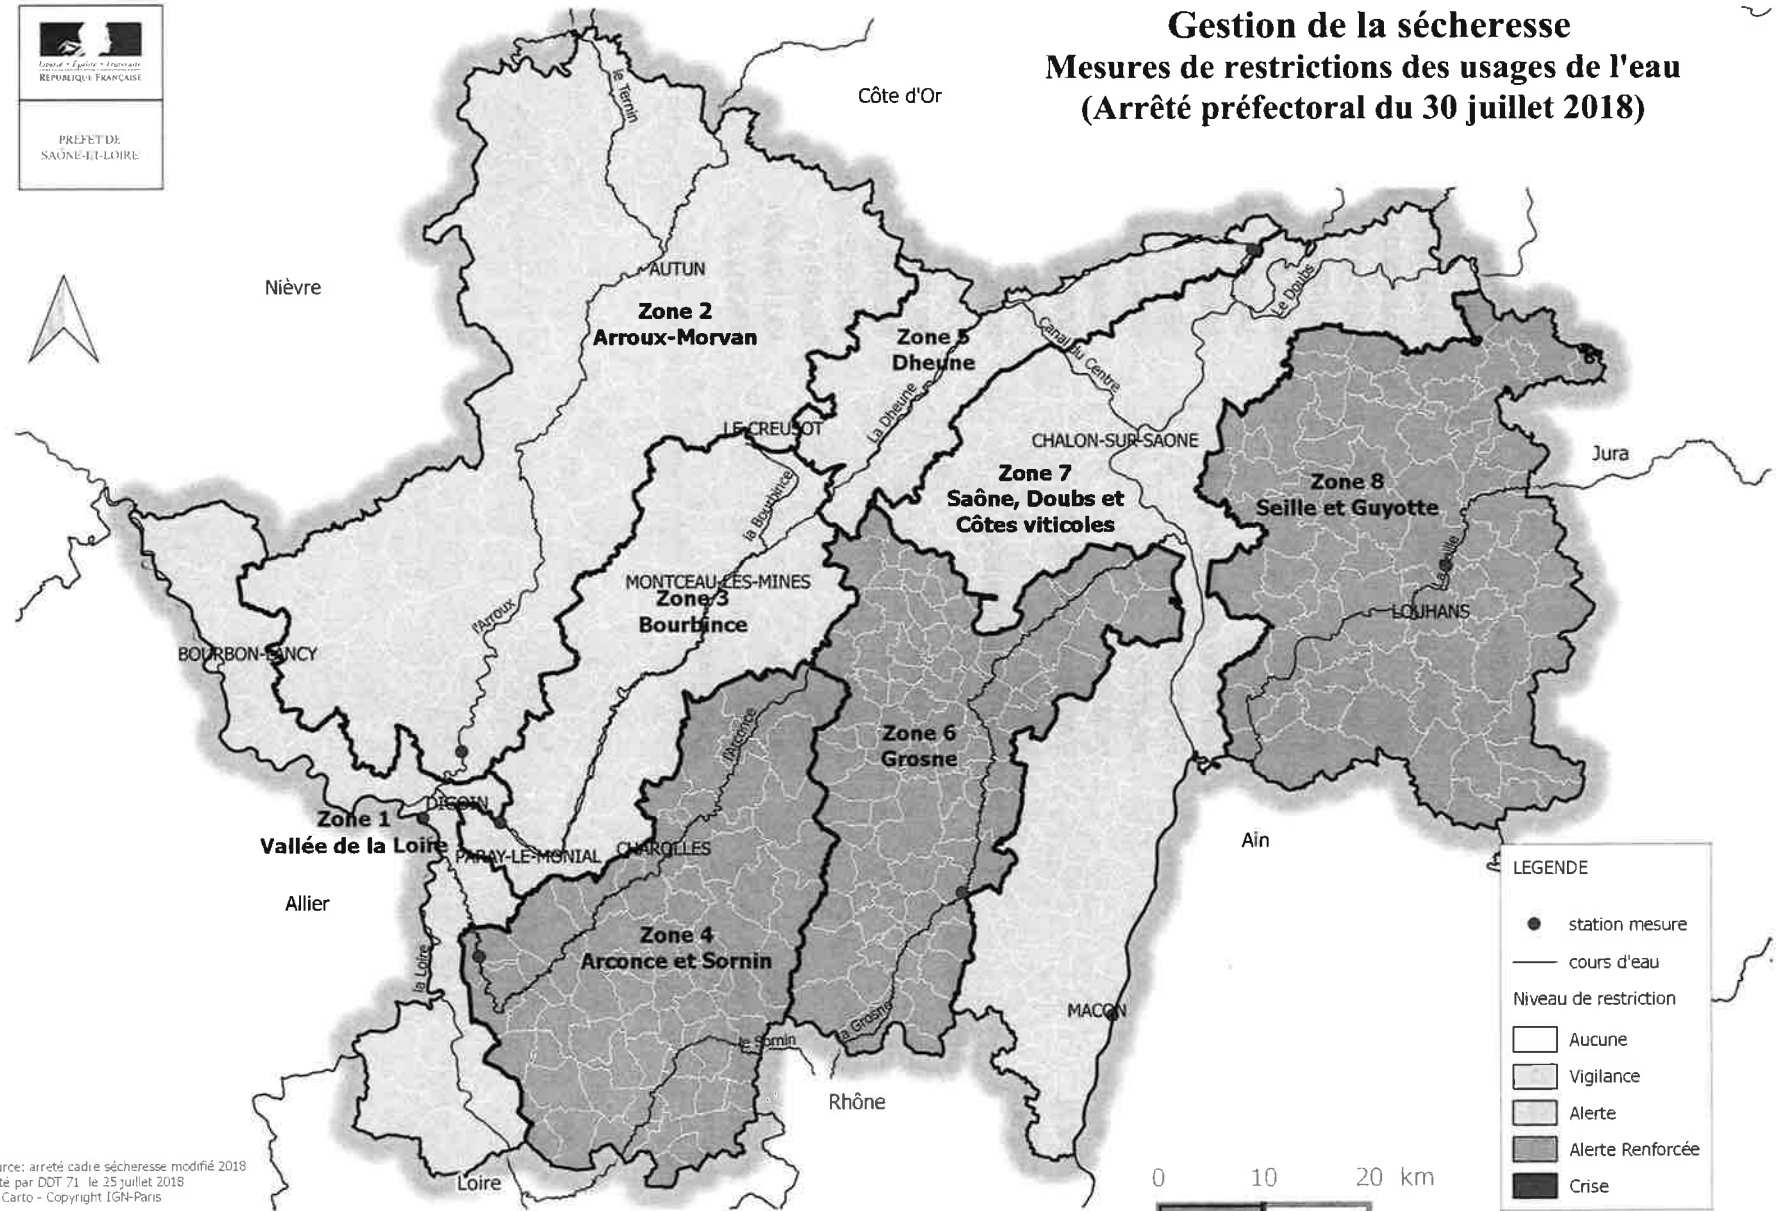 Gestion de la sécheresse
Mesures de restrictions des usages de l'eau
(Arrêté préfectoral du 30 juillet 2018)
Liberté • Égalité • Fraternité
RÉPUBLIQUE FRANÇAISE
PRÉFET DE
SAÔNE-ET-LOIRE
Côte d'Or
le Ternin
Nièvre
AUTUN
Zone 2
Arroux-Morvan
Zone 5
Dheune
La Dheune
Canal du Centre
Le Doubs
LE CREUSOT
CHALON-SUR-SAONE
Jura
Zone 7
Saône, Doubs et
Côtes viticoles
Zone 8
Seille et Guyotte
La Seille
LOUHANS
la Bourbince
MONTCEAU-LES-MINES
Zone 3
Bourbince
l'Arroux
BOURBON-LANCY
l'Arconce
Zone 6
Grosne
DIGOIN
Zone 1
Vallée de la Loire
PARAY-LE-MONIAL
CHAROLLES
Allier
Ain
Zone 4
Arconce et Sornin
la Loire
MACON
la Grosne
le Sornin
Rhône
Loire
LEGENDE
station mesure
cours d'eau
Niveau de restriction
Aucune
Vigilance
Alerte
Alerte Renforcée
Crise
0 10 20 km
rce: arreté cadre sécheresse modifié 2018
té par DDT 71 le 25 juillet 2018
Carto - Copyright IGN-Paris